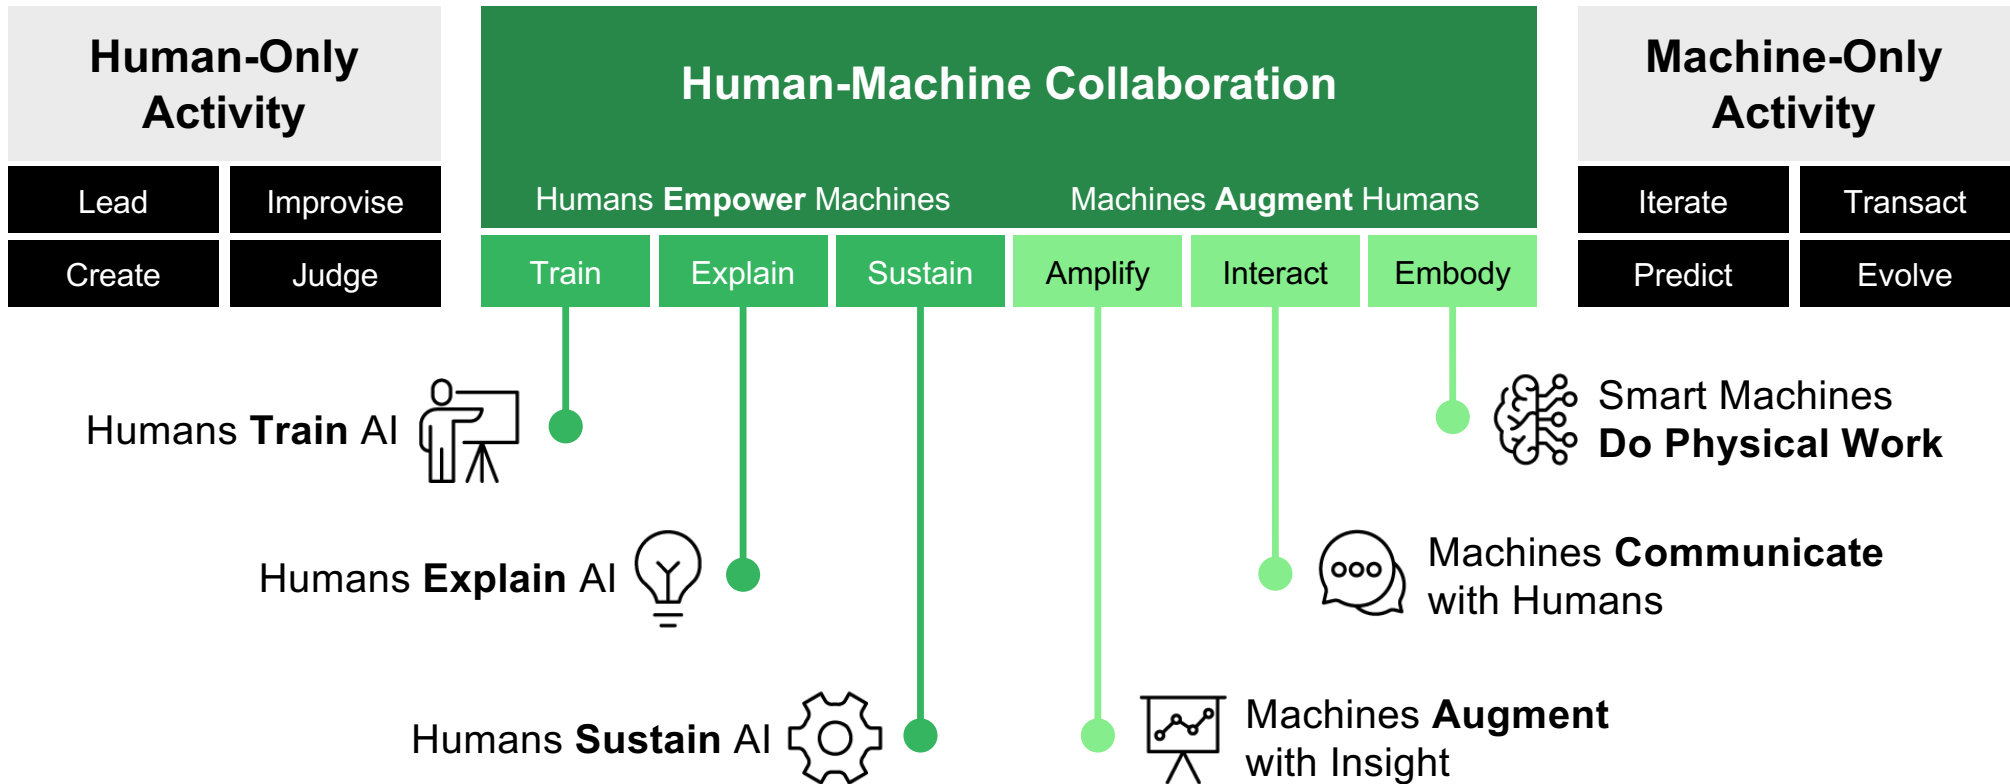 Human-Only
Activity
Lead
Improvise
Create
Judge
Human-Machine Collaboration
Humans Empower Machines
Machines Augment Humans
Train
Explain
Sustain
Amplify
Interact
Embody
Machine-Only
Activity
Iterate
Transact
Predict
Evolve
Humans Train AI
Humans Explain AI
Humans Sustain AI
Smart Machines
Do Physical Work
Machines Communicate
with Humans
Machines Augment
with Insight